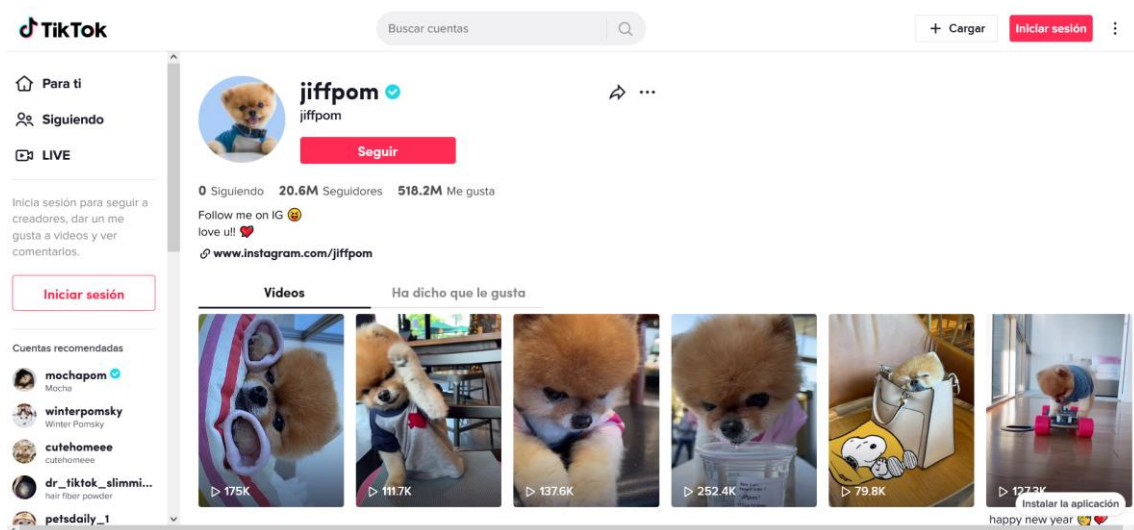 TikTok
Buscar cuentas
+ Cargar
Iniciar sesión
Para ti
Siguiendo
LIVE
Inicia sesión para seguir a
creadores, dar un me
gusta a videos y ver
comentarios.
Iniciar sesión
Cuentas recomendadas
mochapom
Mocha
winterpomsky
Winter Pomsky
cutehomeee
cutehomeee
dr_tiktok_slimmi...
hair fiber powder
petsdaily_1
jiffpom
jiffpom
Seguir
0 Siguiendo 20.6M Seguidores 518.2M Me gusta
Follow me on IG 😝
love u!! ❤️
www.instagram.com/jiffpom
Videos Ha dicho que le gusta
175K 111.7K 137.6K 252.4K 79.8K 127.3K
Instalar la aplicación
happy new year